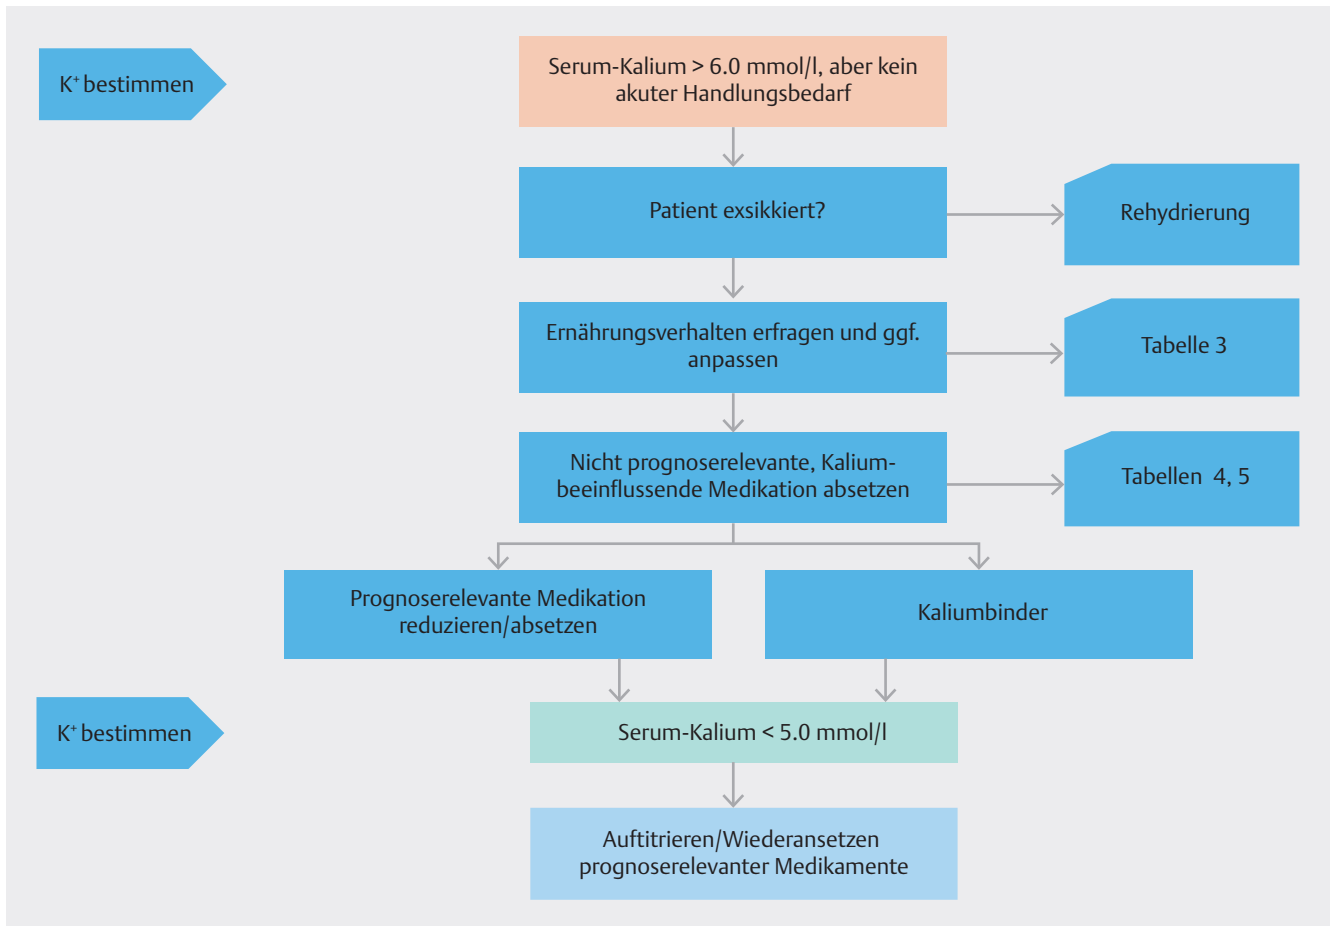 K⁺ bestimmen
Serum-Kalium > 6.0 mmol/l, aber kein
akuter Handlungsbedarf
Patient exsikkiert?
Rehydrierung
Ernährungsverhalten erfragen und ggf.
anpassen
Tabelle 3
Nicht prognoserelevante, Kalium-
beeinflussende Medikation absetzen
Tabellen 4, 5
Prognoserelevante Medikation
reduzieren/absetzen
Kaliumbinder
K⁺ bestimmen
Serum-Kalium < 5.0 mmol/l
Auftitrieren/Wiederansetzen
prognoserelevanter Medikamente